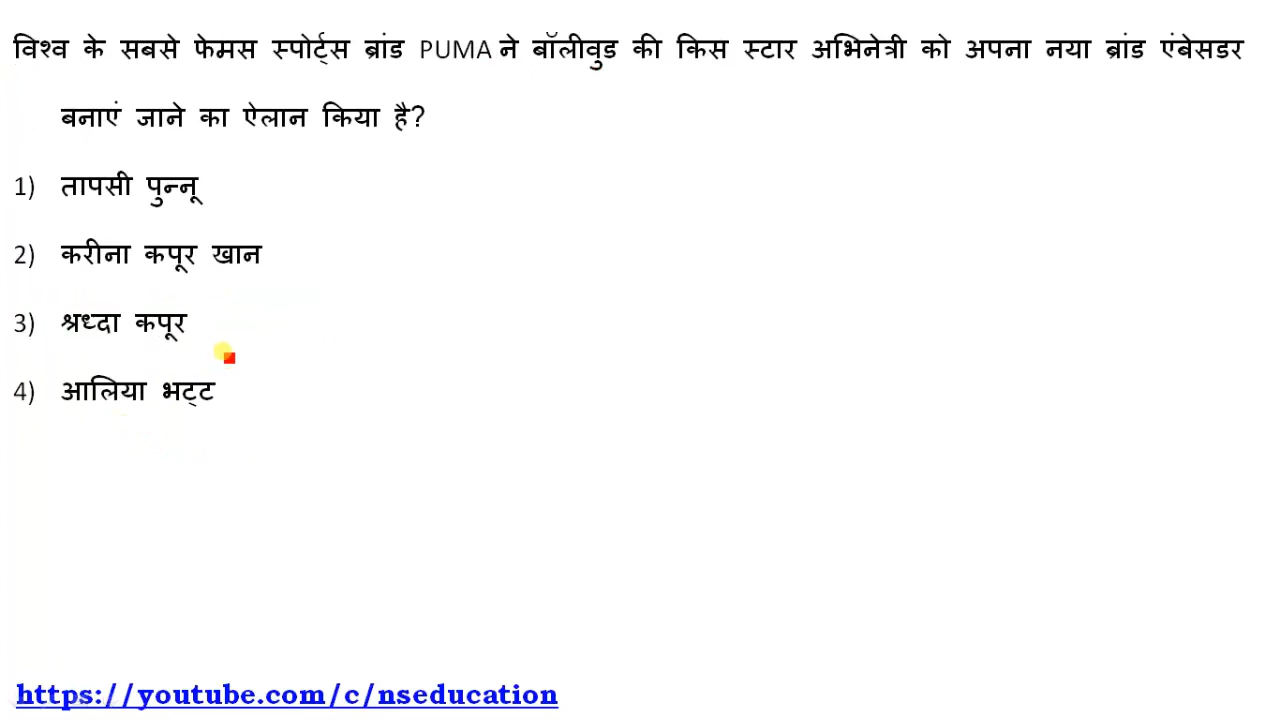 विश्व के सबसे फेमस स्पोर्ट्स ब्रांड PUMA ने बॉलीवुड की किस स्टार अभिनेत्री को अपना नया ब्रांड एंबेसडर
बनाएं जाने का ऐलान किया है?
1) तापसी पुन्नू
2) करीना कपूर खान
3) श्रध्दा कपूर
4) आलिया भट्ट
https://youtube.com/c/nseducation